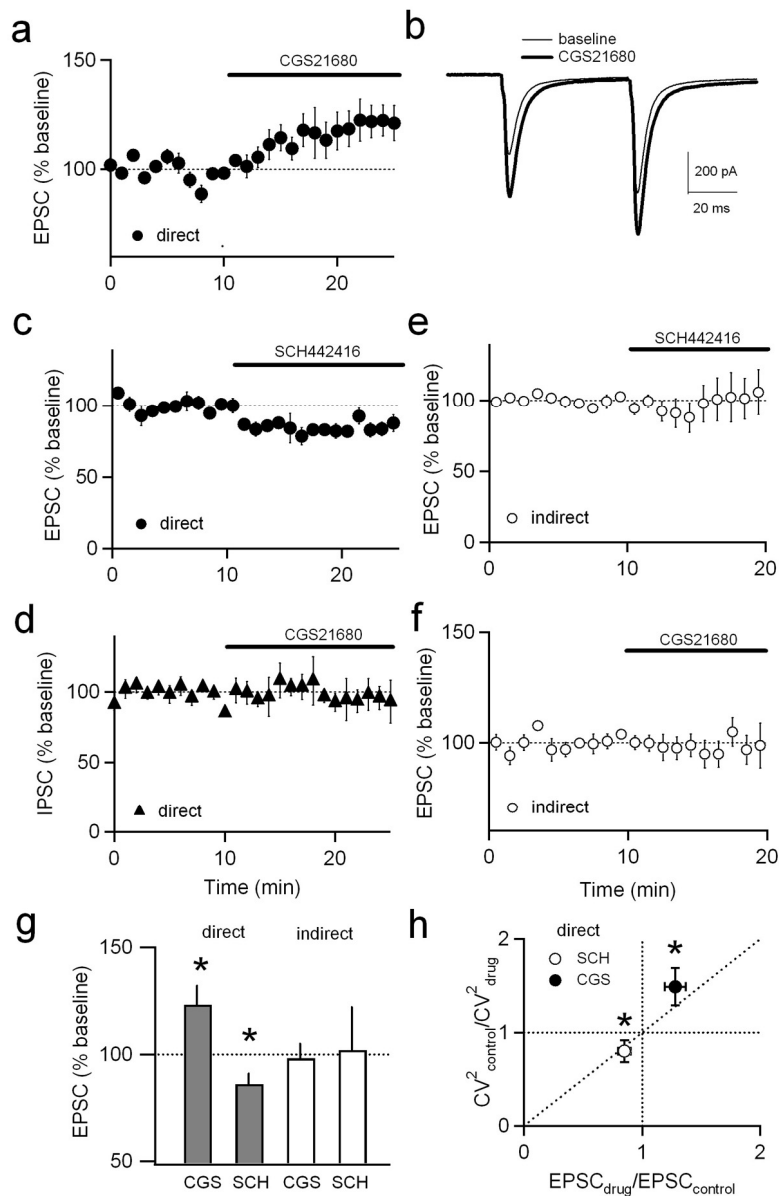 a
150
100
0
10
20
EPSC (% baseline)
CGS21680
direct
b
baseline
CGS21680
200 pA
20 ms
c
100
50
0
0
10
20
EPSC (% baseline)
SCH442416
direct
e
100
50
0
0
10
20
EPSC (% baseline)
SCH442416
indirect
d
100
50
0
0
10
20
IPSC (% baseline)
CGS21680
direct
Time (min)
f
150
100
0
10
20
EPSC (% baseline)
CGS21680
indirect
Time (min)
g
direct
indirect
150
100
50
EPSC (% baseline)
*
*
CGS
SCH
CGS
SCH
h
direct
SCH
CGS
*
*
2
1
0
0
1
2
CV²control/CV²drug
EPSCdrug/EPSCcontrol